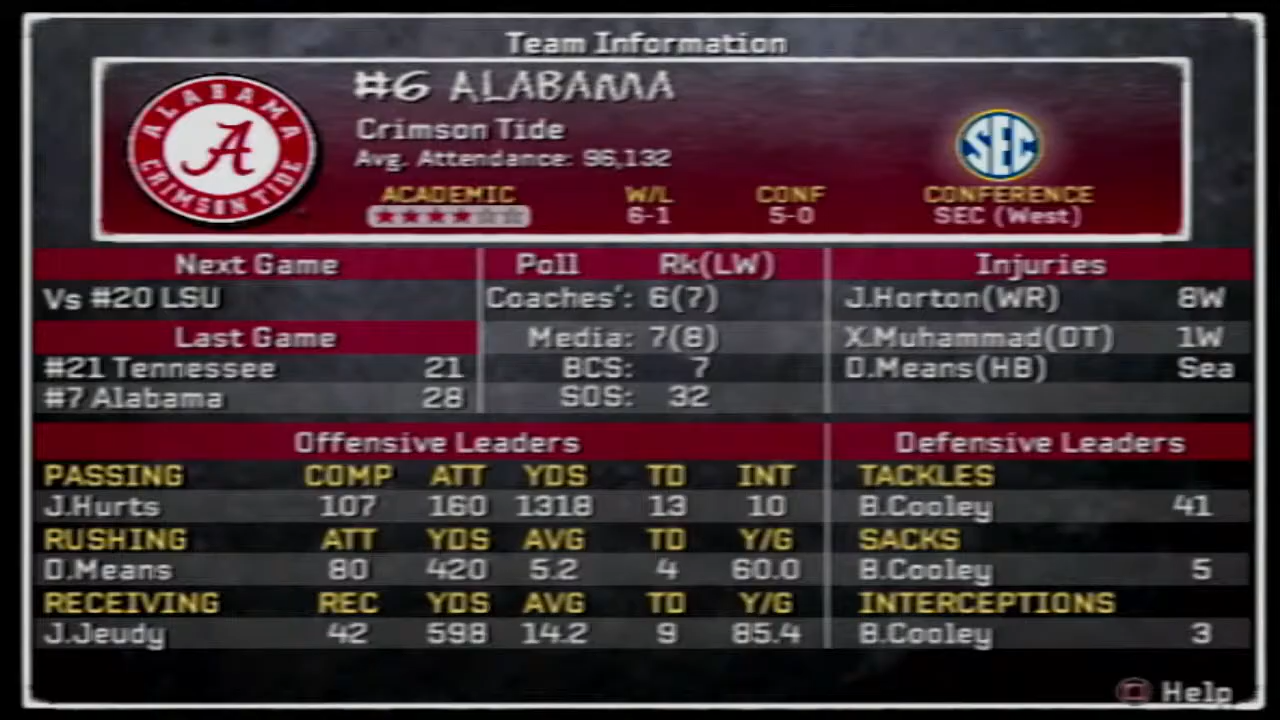 Team Information
#6 ALABAMA
Crimson Tide
Avg. Attendance: 96,132
ACADEMIC W/L CONF CONFERENCE
6-1 5-0 SEC (West)
ALABAMA
A
CRIMSON TIDE
SEC
Next Game Poll Rk(LW) Injuries
Vs #20 LSU Coaches': 6(7) J.Horton(WR) 8W
Last Game Media: 7(8) X.Muhammad(DT) 1W
#21 Tennessee 21 BCS: 7 D.Means(HB) Sea
#7 Alabama 28 SOS: 32
Offensive Leaders Defensive Leaders
PASSING COMP ATT YDS TD INT TACKLES
J.Hurts 107 160 1318 13 10 B.Cooley 41
RUSHING ATT YDS AVG TD Y/G SACKS
D.Means 80 420 5.2 4 60.0 B.Cooley 5
RECEIVING REC YDS AVG TD Y/G INTERCEPTIONS
J.Jeudy 42 598 14.2 9 85.4 B.Cooley 3
Help